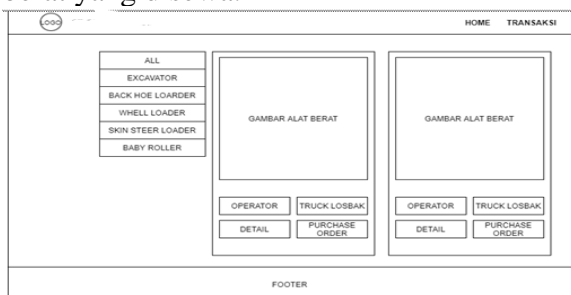 LOGO
HOME TRANSAKSI
ALL
EXCAVATOR
BACK HOE LOARDER
WHELL LOADER
SKIN STEER LOADER
BABY ROLLER
GAMBAR ALAT BERAT
OPERATOR TRUCK LOSBAK
DETAIL PURCHASE
ORDER
GAMBAR ALAT BERAT
OPERATOR TRUCK LOSBAK
DETAIL PURCHASE
ORDER
FOOTER